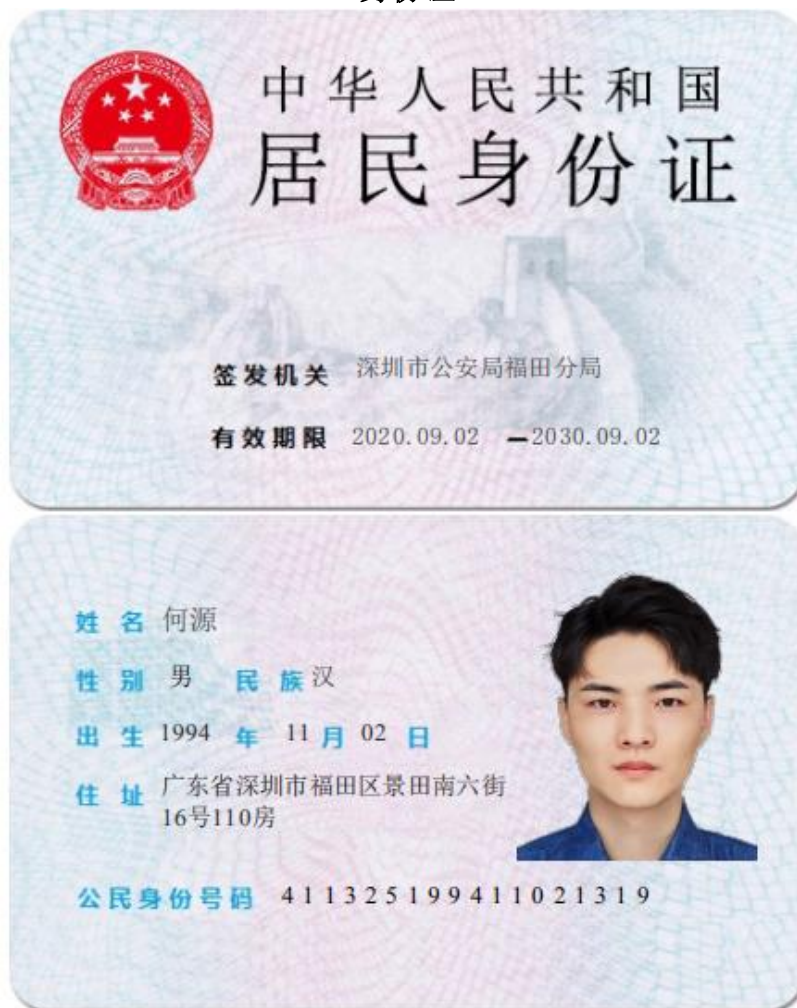 中华人民共和国
居民身份证
签发机关 深圳市公安局福田分局
有效期限 2020.09.02 —2030.09.02
姓名 何源
性别 男 民族 汉
出生 1994 年 11 月 02 日
住址 广东省深圳市福田区景田南六街
16号110房
公民身份号码 411325199411021319